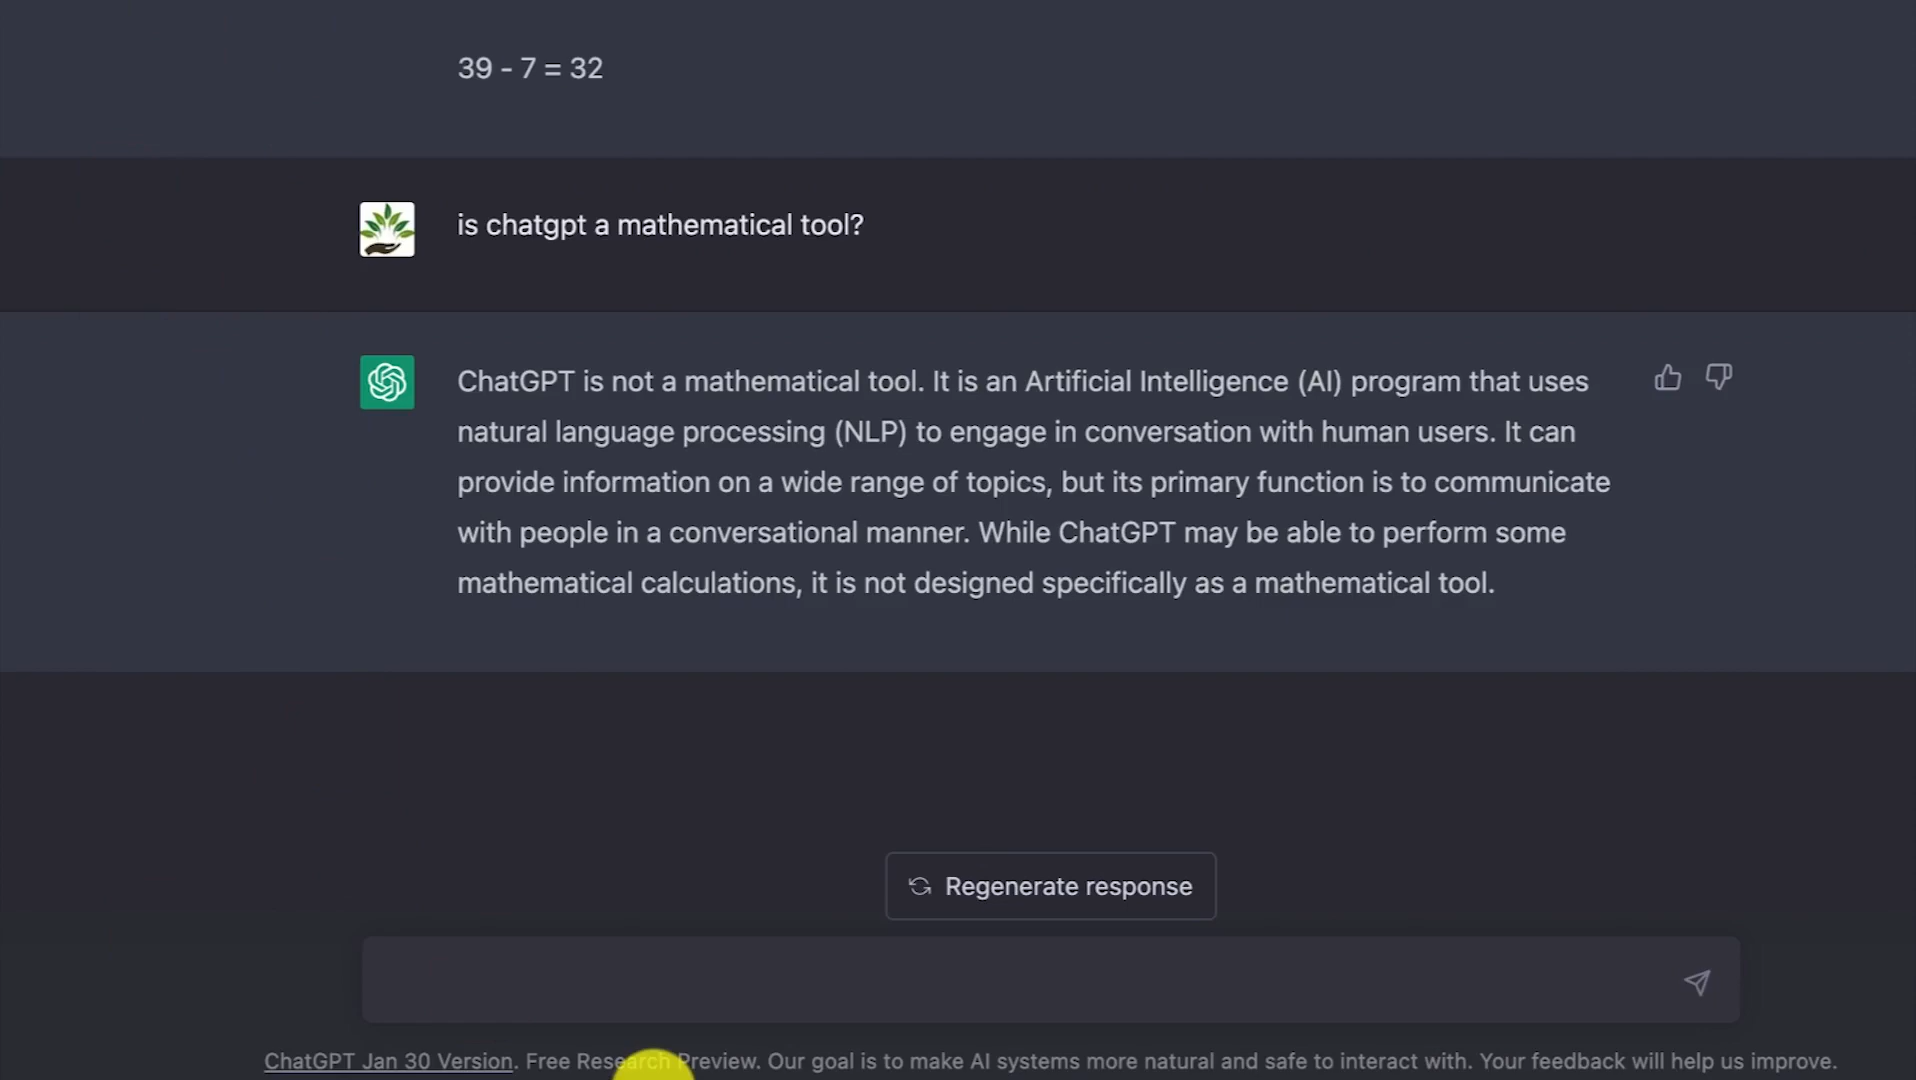 39 - 7 = 32
is chatgpt a mathematical tool?
ChatGPT is not a mathematical tool. It is an Artificial Intelligence (AI) program that uses
natural language processing (NLP) to engage in conversation with human users. It can
provide information on a wide range of topics, but its primary function is to communicate
with people in a conversational manner. While ChatGPT may be able to perform some
mathematical calculations, it is not designed specifically as a mathematical tool.
Regenerate response
ChatGPT Jan 30 Version. Free Research Preview. Our goal is to make AI systems more natural and safe to interact with. Your feedback will help us improve.